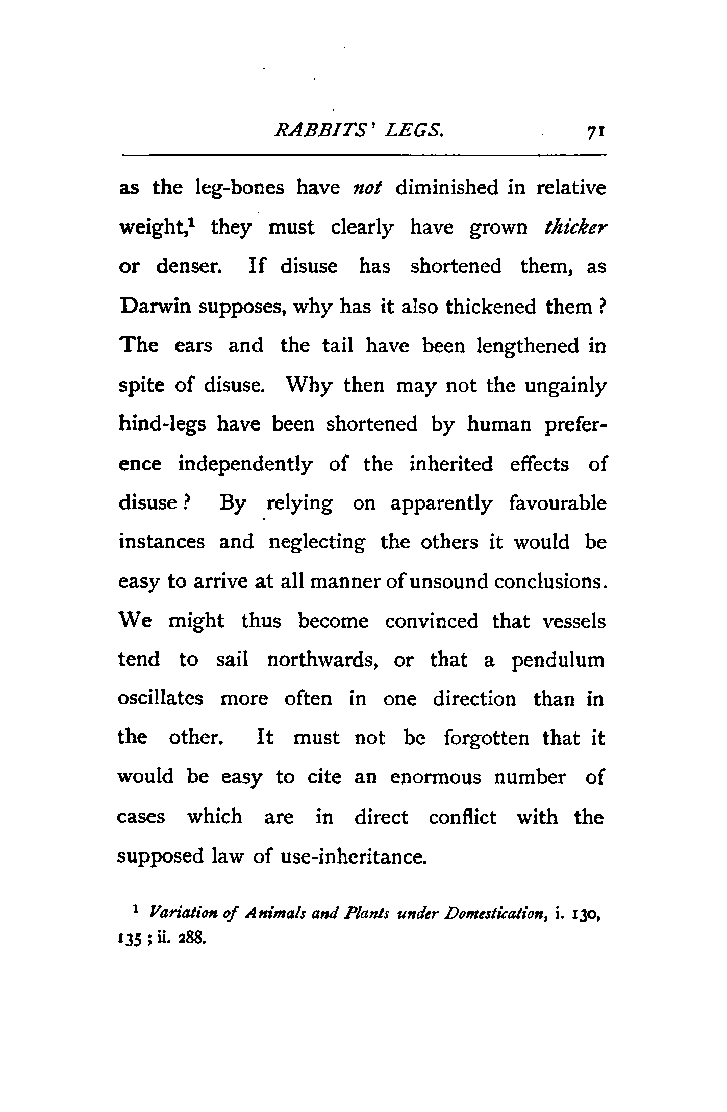 RABBITS' LEGS. 71
as the leg-bones have not diminished in relative
weight,¹ they must clearly have grown thicker
or denser. If disuse has shortened them, as
Darwin supposes, why has it also thickened them ?
The ears and the tail have been lengthened in
spite of disuse. Why then may not the ungainly
hind-legs have been shortened by human prefer-
ence independently of the inherited effects of
disuse ? By relying on apparently favourable
instances and neglecting the others it would be
easy to arrive at all manner of unsound conclusions.
We might thus become convinced that vessels
tend to sail northwards, or that a pendulum
oscillates more often in one direction than in
the other. It must not be forgotten that it
would be easy to cite an enormous number of
cases which are in direct conflict with the
supposed law of use-inheritance.
¹ Variation of Animals and Plants under Domestication, i. 130,
135 ; ii. 288.